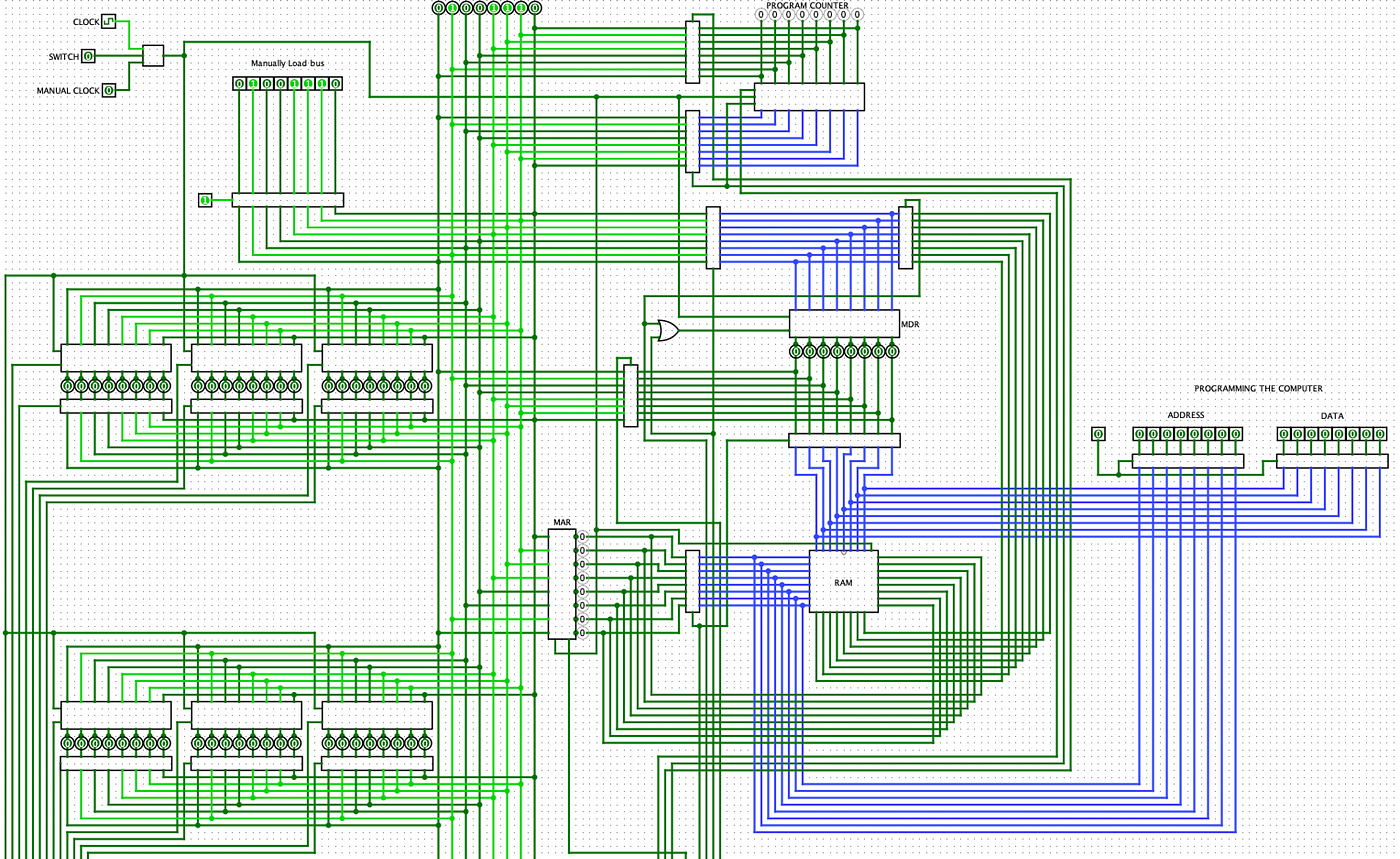 PROGRAM COUNTER
0 1 0 0 1 1 1 0
0 0 0 0 0 0 0 0
CLOCK
SWITCH 0
MANUAL CLOCK 0
Manually Load bus
0 1 0 0 1 1 1 0
1
MDR
0 0 0 0 0 0 0 0
0 0 0 0 0 0 0 0
0 0 0 0 0 0 0 0
0 0 0 0 0 0 0 0
PROGRAMMING THE COMPUTER
ADDRESS
DATA
0
0 0 0 0 0 0 0 0
0 0 0 0 0 0 0 0
MAR
0
0
0
0
0
0
0
0
RAM
0 0 0 0 0 0 0 0
0 0 0 0 0 0 0 0
0 0 0 0 0 0 0 0